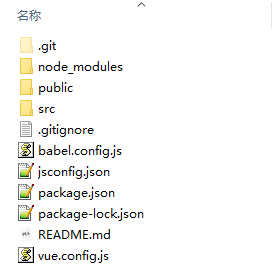 名称
.git
node_modules
public
src
.gitignore
babel.config.js
jsconfig.json
package.json
package-lock.json
README.md
vue.config.js